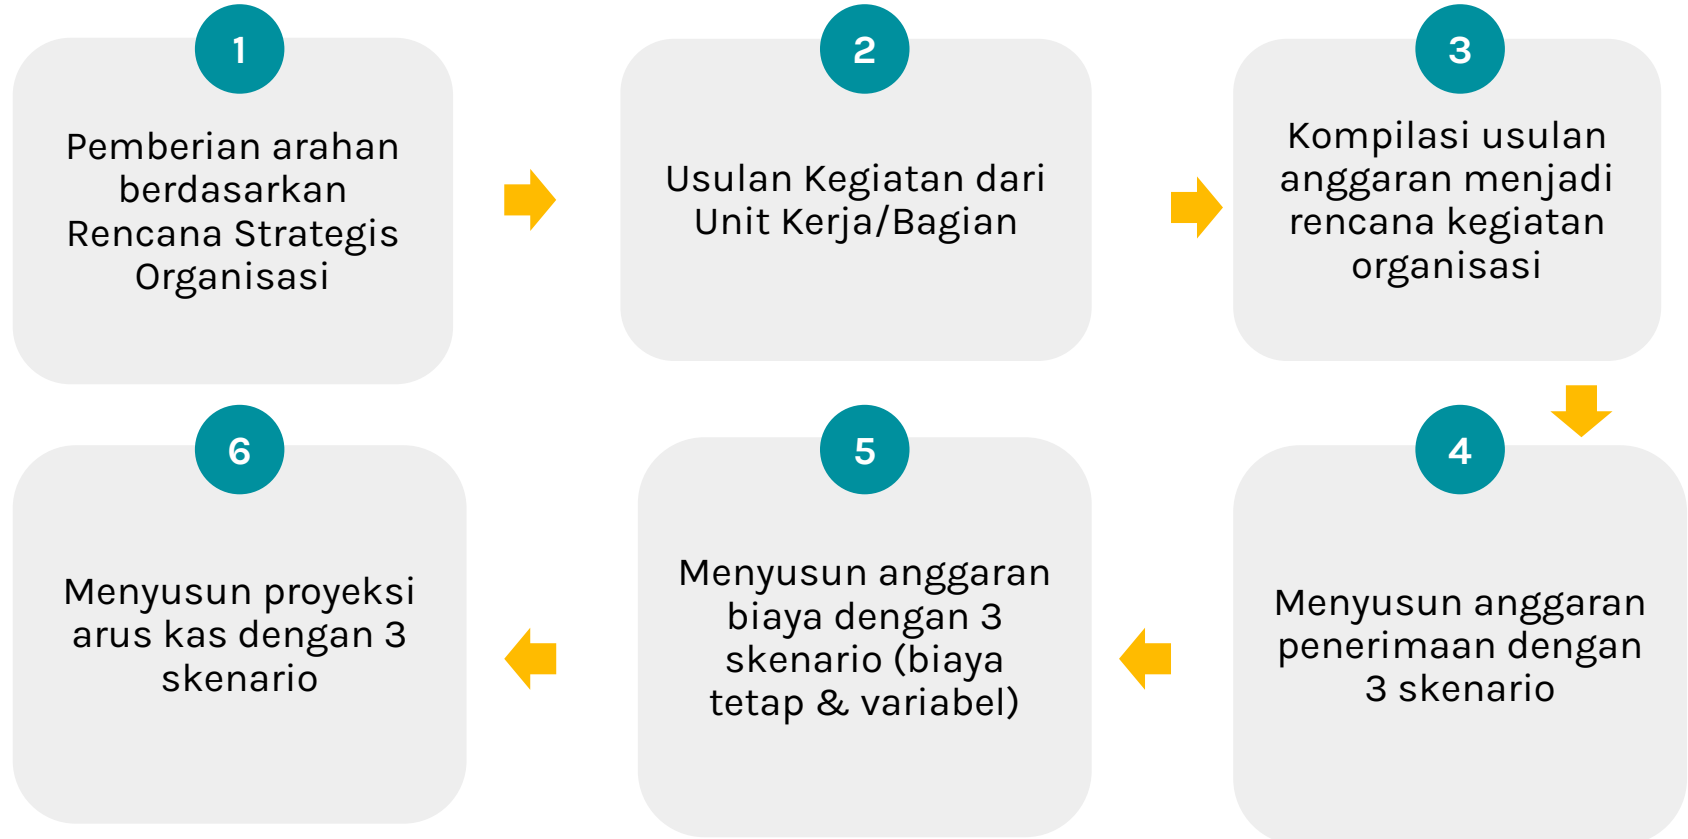 1
Pemberian arahan
berdasarkan
Rencana Strategis
Organisasi
2
Usulan Kegiatan dari
Unit Kerja/Bagian
3
Kompilasi usulan
anggaran menjadi
rencana kegiatan
organisasi
4
Menyusun anggaran
penerimaan dengan
3 skenario
5
Menyusun anggaran
biaya dengan 3
skenario (biaya
tetap & variabel)
6
Menyusun proyeksi
arus kas dengan 3
skenario